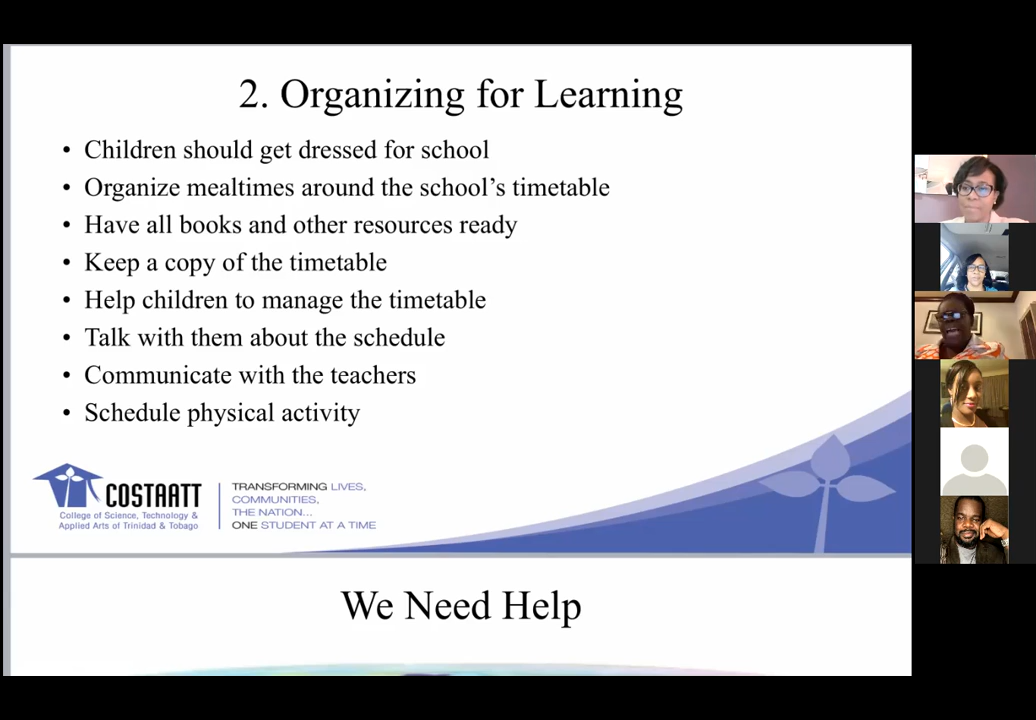 2. Organizing for Learning
• Children should get dressed for school
• Organize mealtimes around the school's timetable
• Have all books and other resources ready
• Keep a copy of the timetable
• Help children to manage the timetable
• Talk with them about the schedule
• Communicate with the teachers
• Schedule physical activity
COSTAATT
College of Science, Technology &
Applied Arts of Trinidad & Tobago
TRANSFORMING LIVES,
COMMUNITIES,
THE NATION...
ONE STUDENT AT A TIME
We Need Help